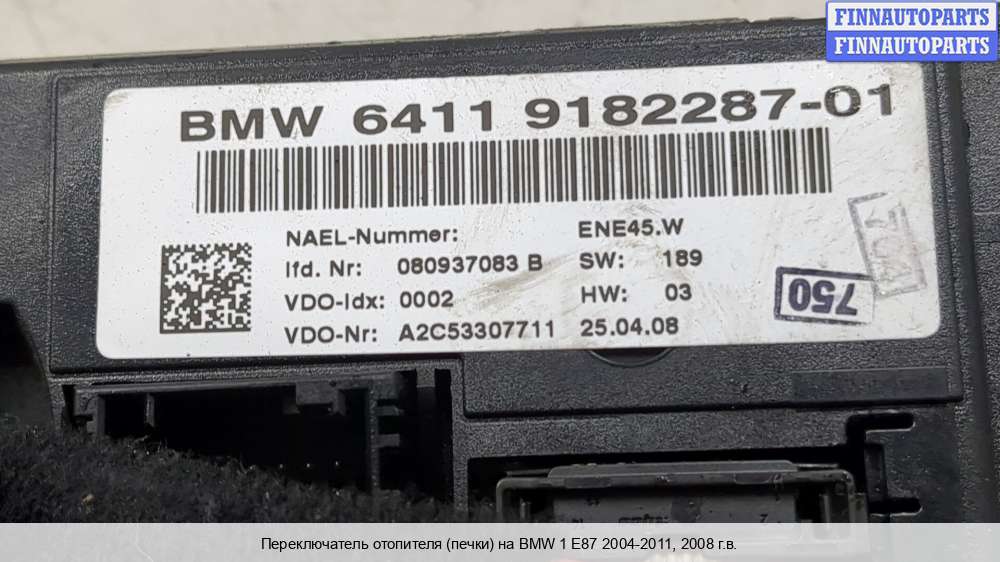 FINNAUTOPARTS
FINNAUTOPARTS
BMW 6411 9182287-01
NAEL-Nummer: ENE45.W
lfd. Nr: 080937083 B SW: 189
VDO-Idx: 0002 HW: 03
VDO-Nr: A2C53307711 25.04.08
750
Переключатель отопителя (печки) на BMW 1 E87 2004-2011, 2008 г.в.